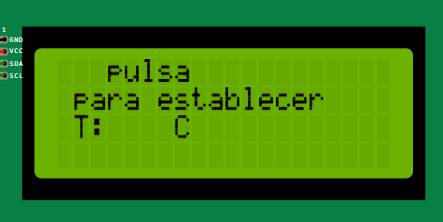 1
GND
VCC
SDA
SCL
pulsa
para establecer
T: C